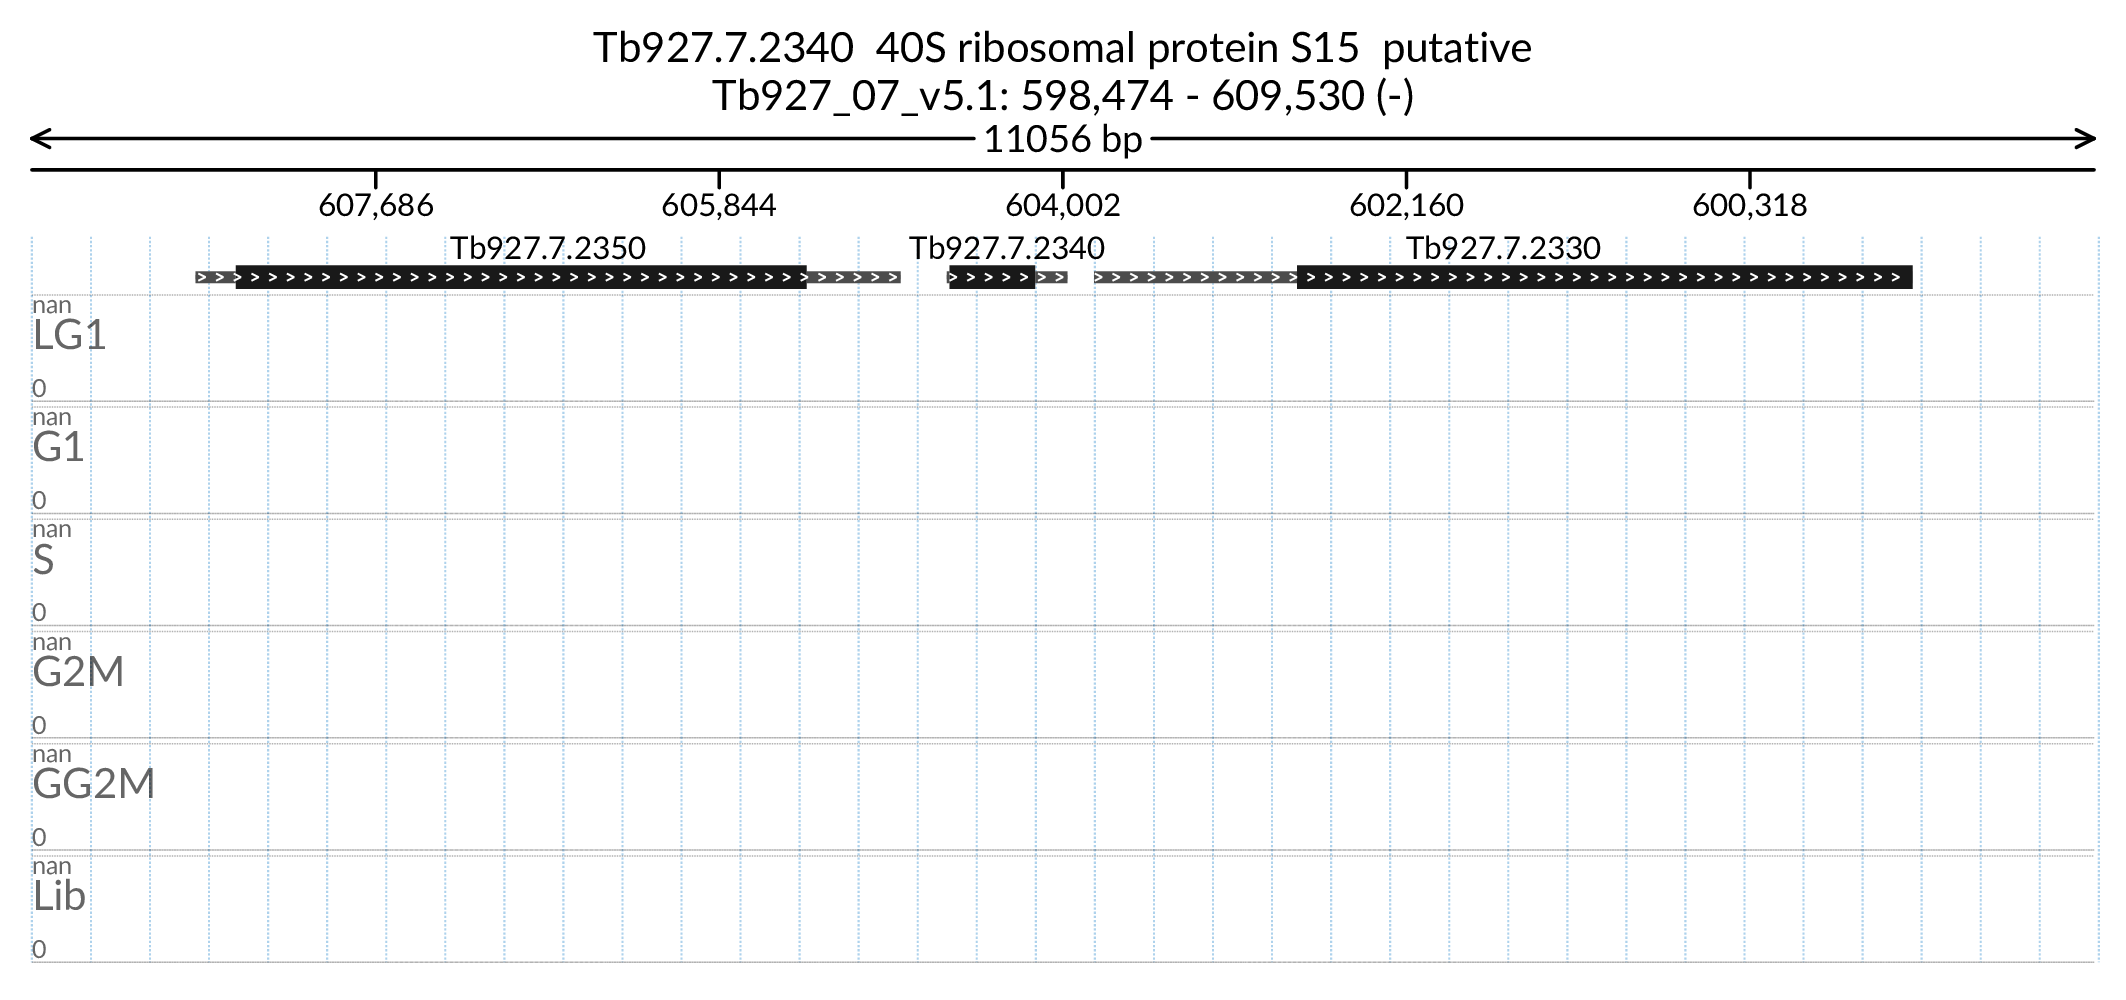 Tb927.7.2340  40S ribosomal protein S15  putative
Tb927_07_v5.1: 598,474 - 609,530 (-)
11056 bp
607,686 605,844 604,002 602,160 600,318
Tb927.7.2350 Tb927.7.2340 Tb927.7.2330
nan
LG1
0
nan
G1
0
nan
S
0
nan
G2M
0
nan
GG2M
0
nan
Lib
0